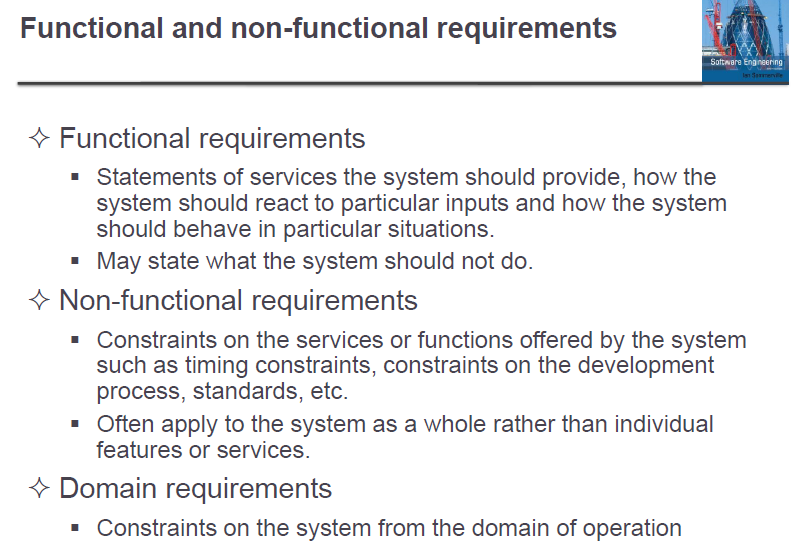 Functional and non-functional requirements
Software Engineering
Ian Sommerville
✧ Functional requirements
▪ Statements of services the system should provide, how the
system should react to particular inputs and how the system
should behave in particular situations.
▪ May state what the system should not do.
✧ Non-functional requirements
▪ Constraints on the services or functions offered by the system
such as timing constraints, constraints on the development
process, standards, etc.
▪ Often apply to the system as a whole rather than individual
features or services.
✧ Domain requirements
▪ Constraints on the system from the domain of operation